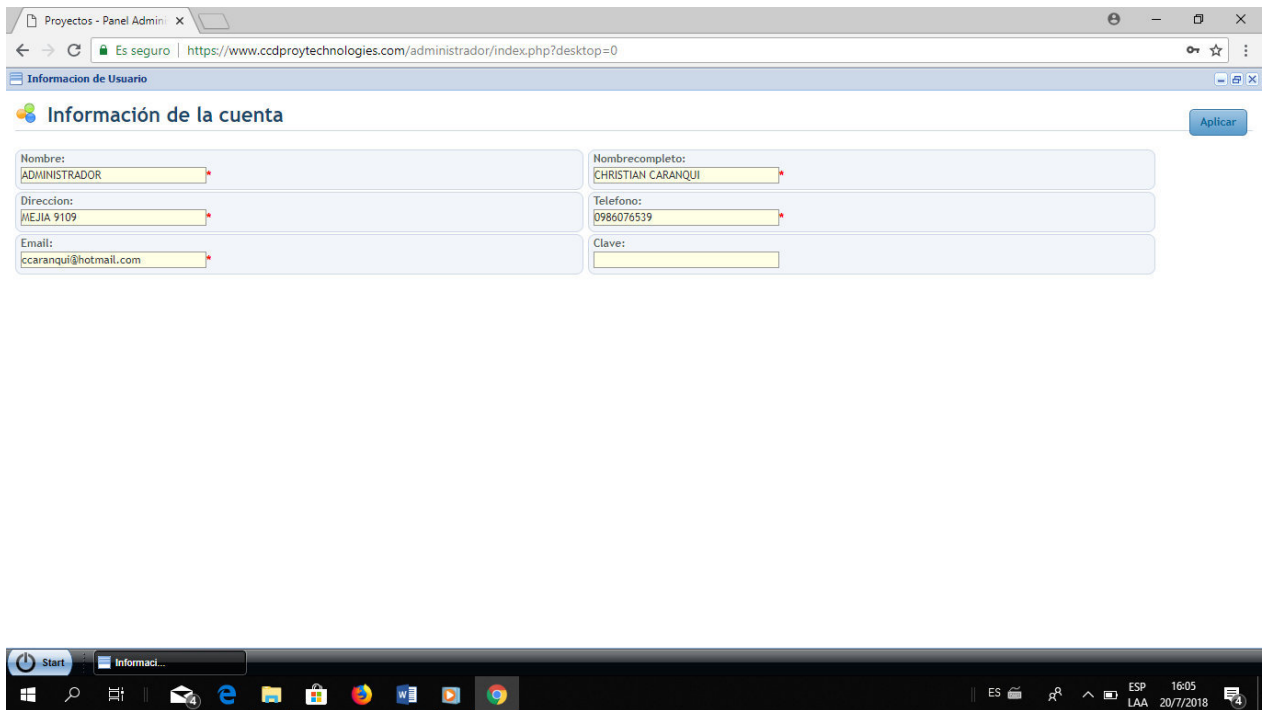 Proyectos - Panel Admini
Es seguro | https://www.ccdproytechnologies.com/administrador/index.php?desktop=0
Informacion de Usuario
Información de la cuenta
Aplicar
Nombre: Nombrecompleto:
ADMINISTRADOR* CHRISTIAN CARANQUI*
Direccion: Telefono:
MEJIA 9109* 0986076539*
Email: Clave:
ccaranqui@hotmail.com*
Start Informaci...
4 ES ESP 16:05
LAA 20/7/2018 4